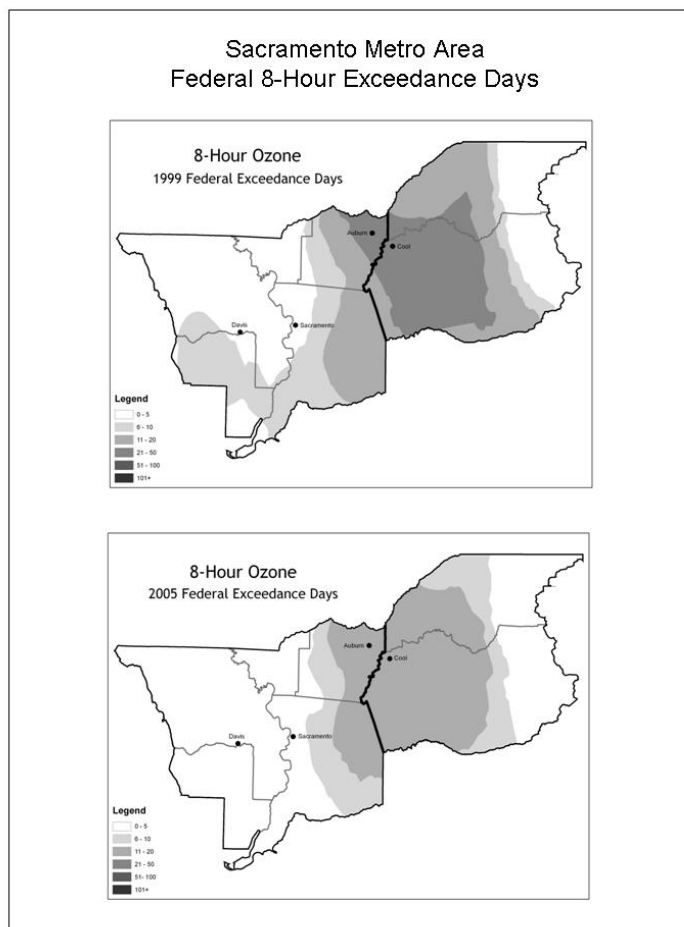 Sacramento Metro Area
Federal 8-Hour Exceedance Days
8-Hour Ozone
1999 Federal Exceedance Days
Auburn
Cool
Davis
Sacramento
Legend
0 - 5
6 - 10
11 - 20
21 - 50
51 - 100
101+
8-Hour Ozone
2005 Federal Exceedance Days
Auburn
Cool
Davis
Sacramento
Legend
0 - 5
6 - 10
11 - 20
21 - 50
51- 100
101+